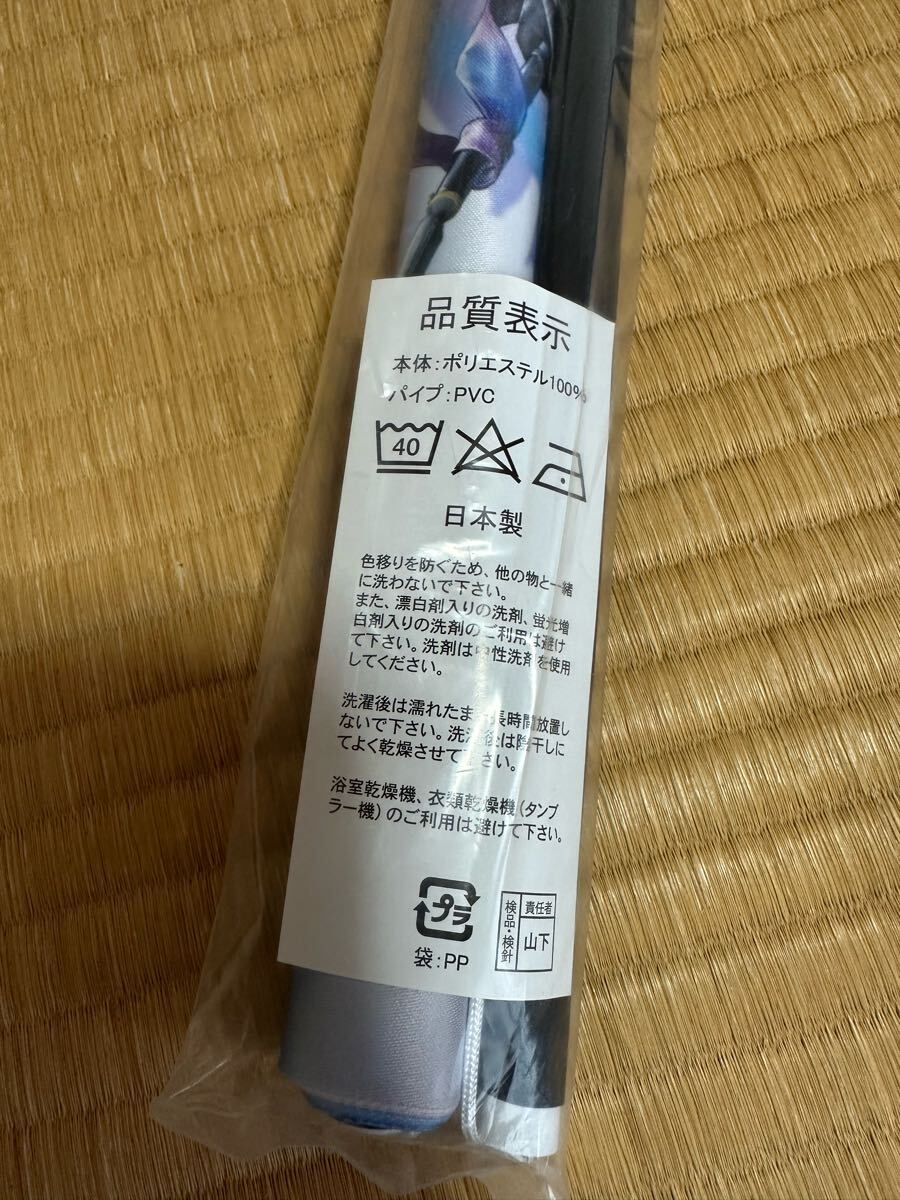 品質表示
本体:ポリエステル100%
パイプ:PVC
40
日本製
色移りを防ぐため、他の物と一緒
に洗わないで下さい。
また、漂白剤入りの洗剤、蛍光増
白剤入りの洗剤のご利用は避け
て下さい。洗剤は中性洗剤を使用
してください。
洗濯後は濡れたまま長時間放置し
ないで下さい。洗濯後は陰干しに
てよく乾燥させて下さい。
浴室乾燥機、衣類乾燥機(タンブ
ラー機)のご利用は避けて下さい。
プラ
袋:PP
検品・検針
責任者
山下